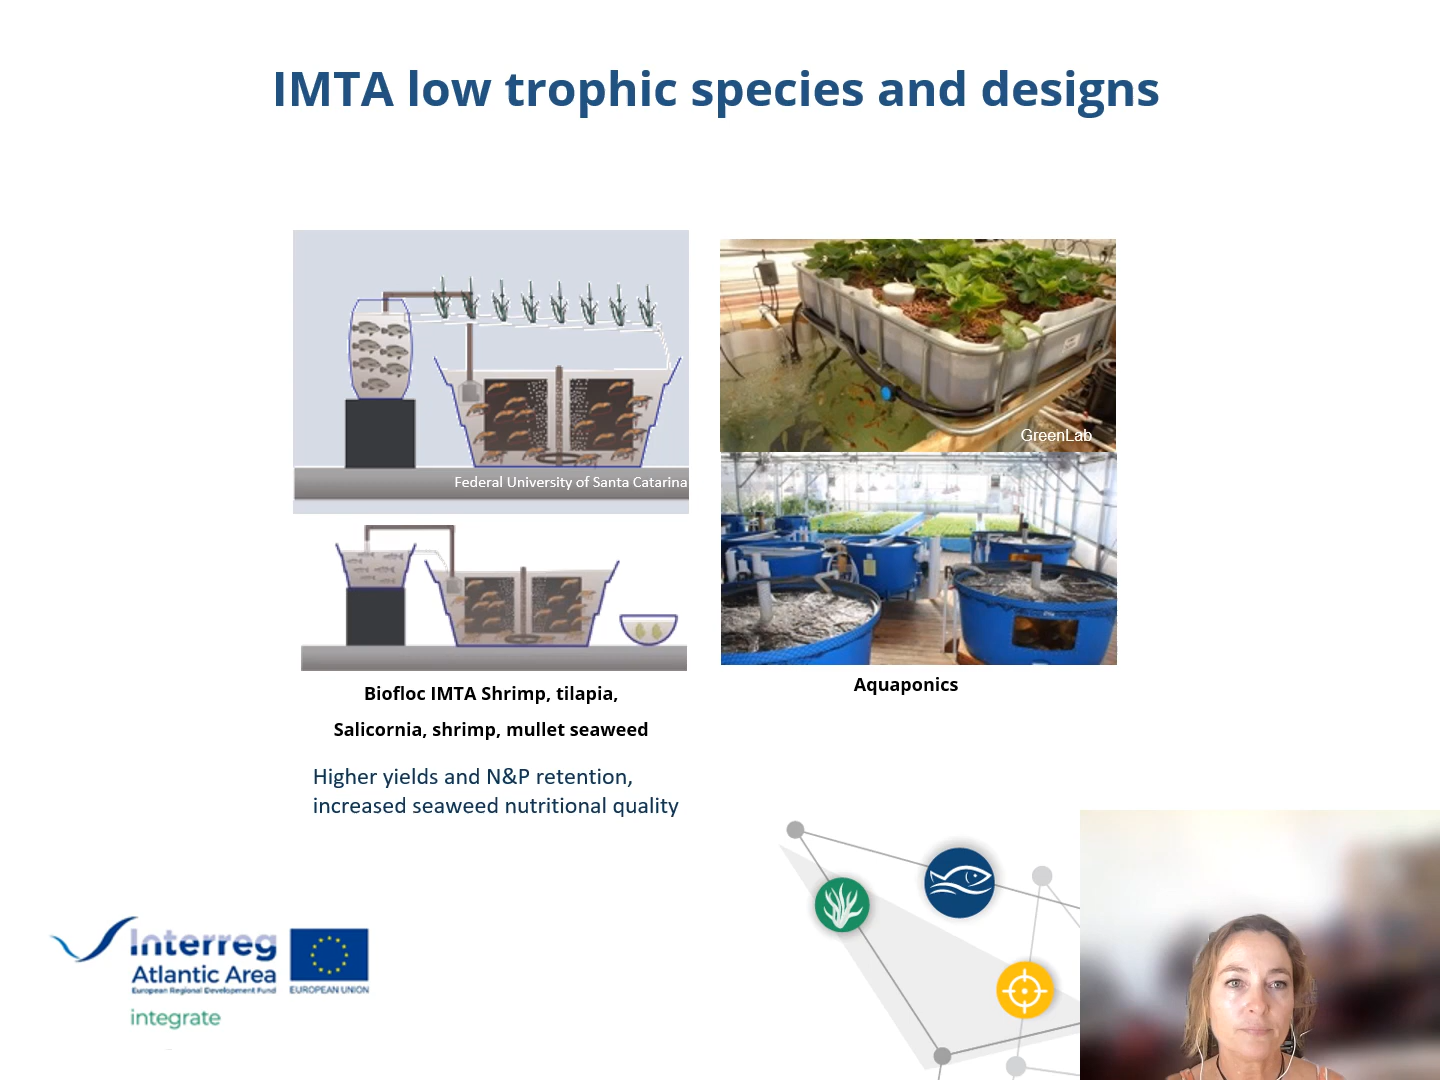 IMTA low trophic species and designs
Federal University of Santa Catarina
Biofloc IMTA Shrimp, tilapia,
Salicornia, shrimp, mullet seaweed
Higher yields and N&P retention,
increased seaweed nutritional quality
GreenLab
Aquaponics
Interreg
Atlantic Area
European Regional Development Fund
EUROPEAN UNION
integrate